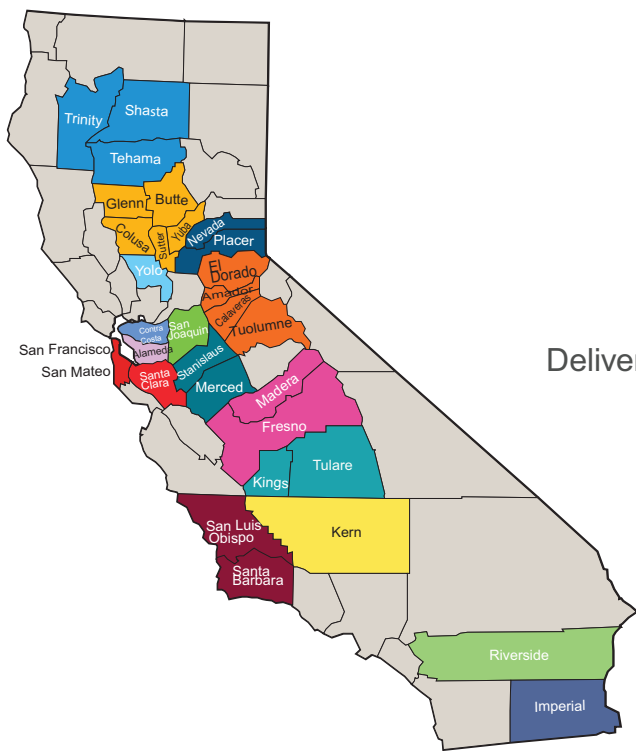 Trinity
Shasta
Tehama
Glenn
Butte
Colusa
Sutter
Yuba
Nevada
Placer
Yolo
El
Dorado
Amador
Calaveras
Tuolumne
Contra
Costa
San
Joaquin
Alameda
Stanislaus
San Francisco
San Mateo
Santa
Clara
Merced
Madera
Fresno
Deliver
Kings
Tulare
San Luis
Obispo
Kern
Santa
Barbara
Riverside
Imperial